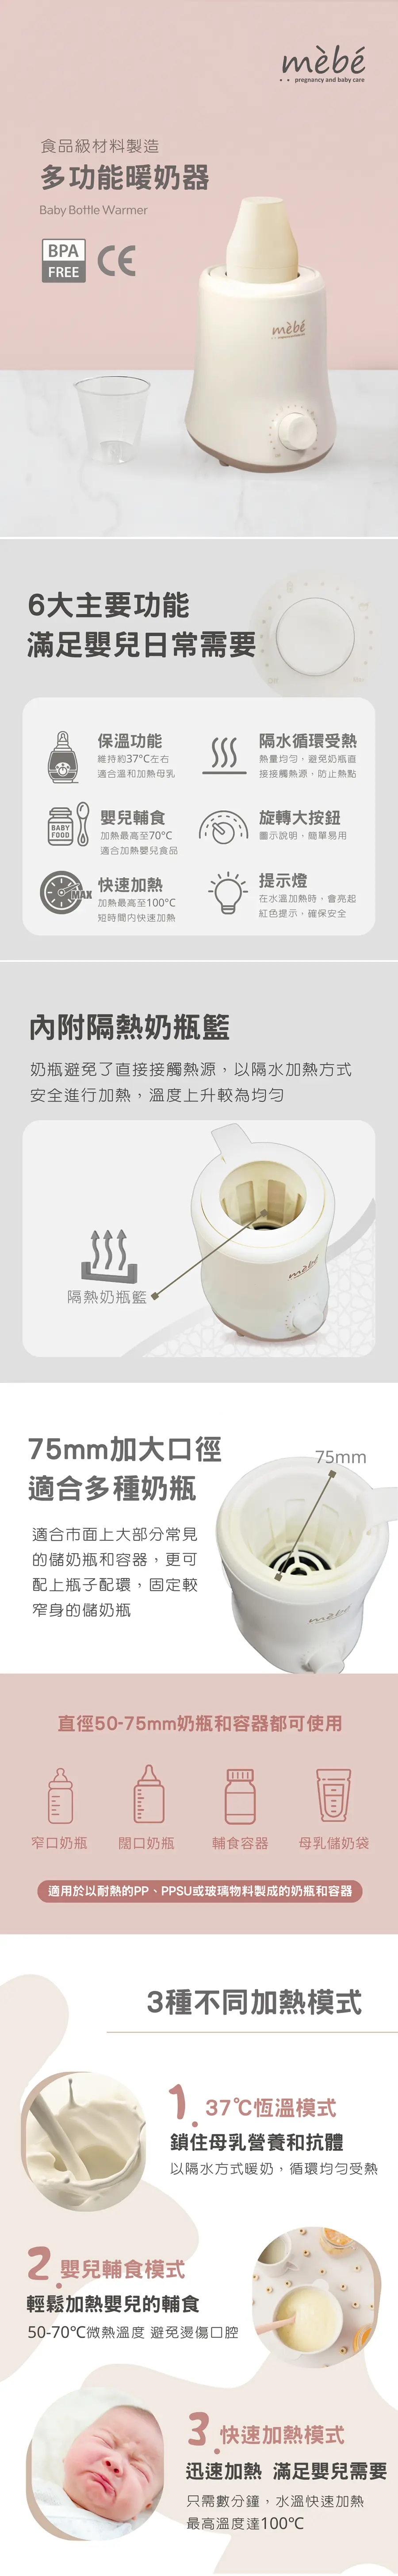 mèbé
pregnancy and baby care
食品級材料製造
多功能暖奶器
Baby Bottle Warmer
BPA
FREE
CE
mèbé
6大主要功能
滿足嬰兒日常需要
保溫功能
維持約37°C左右
適合溫和加熱母乳
隔水循環受熱
熱量均勻，避免奶瓶直
接接觸熱源，防止熱點
BABY
FOOD
嬰兒輔食
加熱最高至70°C
適合加熱嬰兒食品
旋轉大按鈕
圖示說明，簡單易用
MAX
快速加熱
加熱最高至100°C
短時間內快速加熱
提示燈
在水溫加熱時，會亮起
紅色提示，確保安全
內附隔熱奶瓶籃
奶瓶避免了直接接觸熱源，以隔水加熱方式
安全進行加熱，溫度上升較為均勻
mèbé
隔熱奶瓶籃
75mm加大口徑
適合多種奶瓶
75mm
適合市面上大部分常見
的儲奶瓶和容器，更可
配上瓶子配環，固定較
窄身的儲奶瓶
mèbé
直徑50-75mm奶瓶和容器都可使用
窄口奶瓶
闊口奶瓶
輔食容器
母乳儲奶袋
適用於以耐熱的PP、PPSU或玻璃物料製成的奶瓶和容器
3種不同加熱模式
1.
37℃恆溫模式
鎖住母乳營養和抗體
以隔水方式暖奶，循環均勻受熱
2.
嬰兒輔食模式
輕鬆加熱嬰兒的輔食
50-70℃微熱溫度 避免燙傷口腔
3.
快速加熱模式
迅速加熱 滿足嬰兒需要
只需數分鐘，水溫快速加熱
最高溫度達100℃